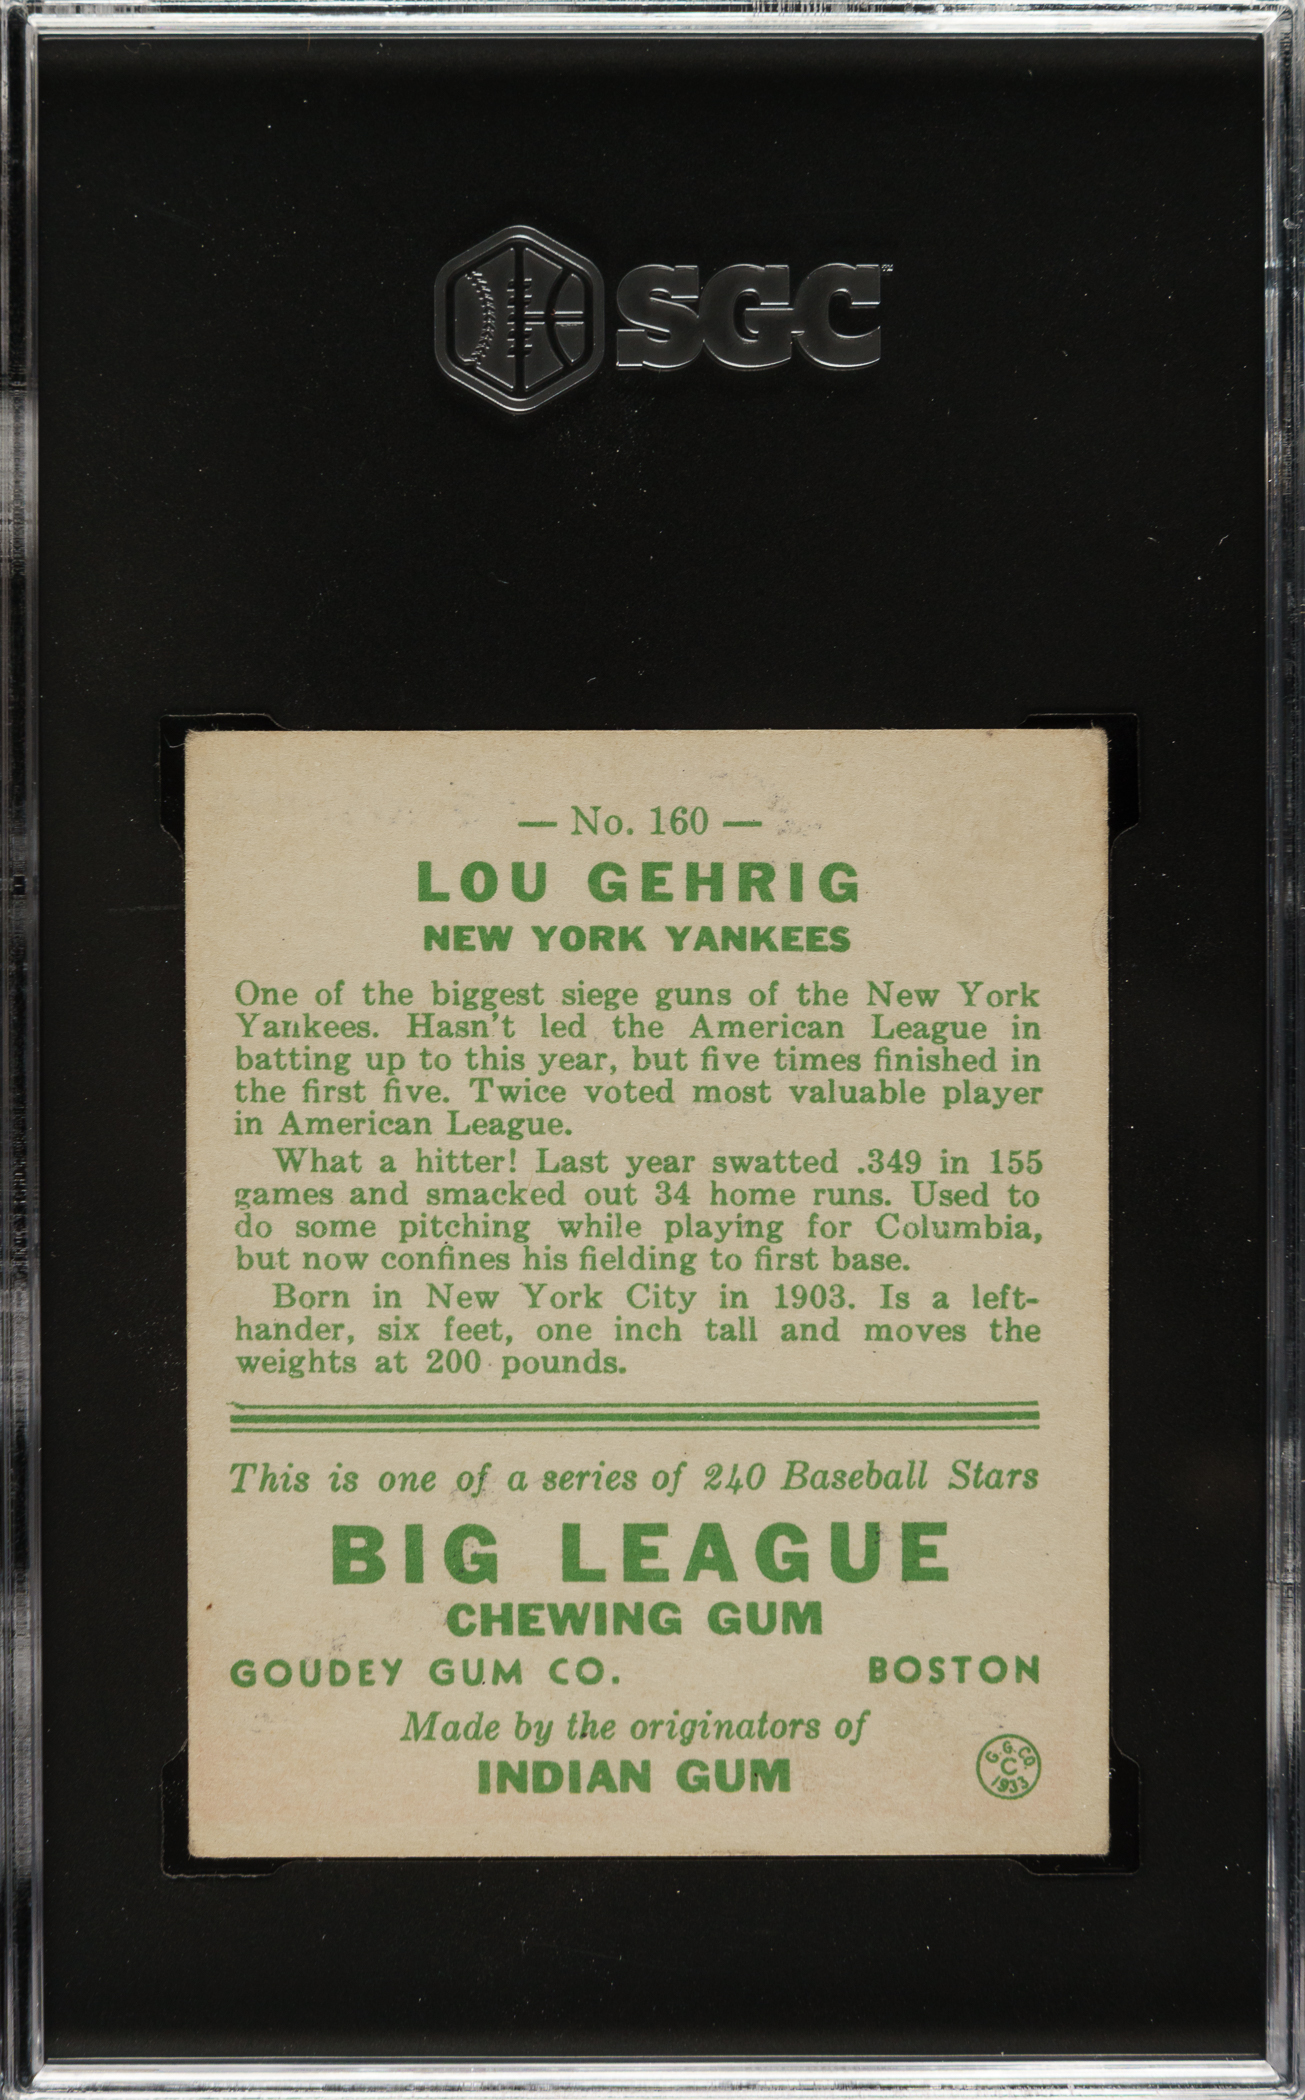 SGC
— No. 160 —
LOU GEHRIG
NEW YORK YANKEES
One of the biggest siege guns of the New York
Yankees. Hasn't led the American League in
batting up to this year, but five times finished in
the first five. Twice voted most valuable player
in American League.
What a hitter! Last year swatted .349 in 155
games and smacked out 34 home runs. Used to
do some pitching while playing for Columbia,
but now confines his fielding to first base.
Born in New York City in 1903. Is a left-
hander, six feet, one inch tall and moves the
weights at 200 pounds.
This is one of a series of 240 Baseball Stars
BIG LEAGUE
CHEWING GUM
GOUDEY GUM CO. BOSTON
Made by the originators of
INDIAN GUM
G.G.CO.
C
1933